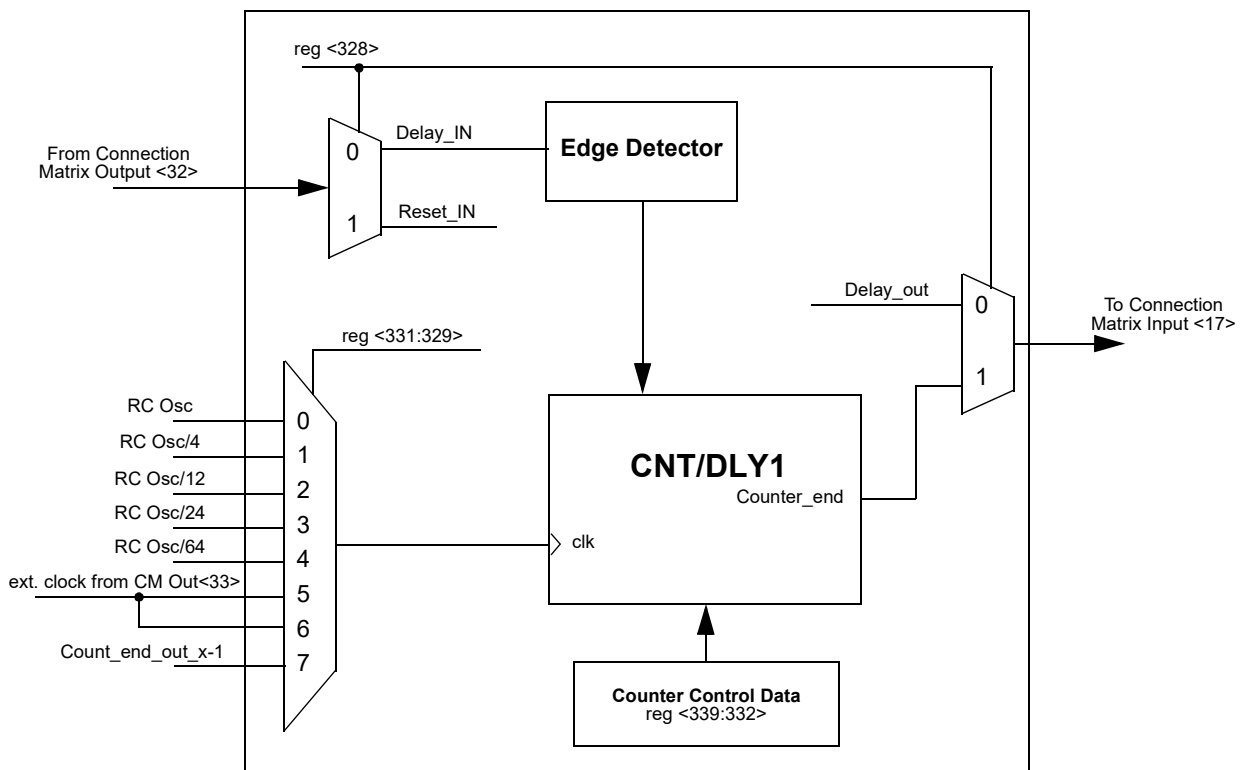 reg <328>
From Connection
Matrix Output <32>
0
1
Delay_IN
Reset_IN
Edge Detector
Delay_out
0
1
To Connection
Matrix Input <17>
reg <331:329>
RC Osc
RC Osc/4
RC Osc/12
RC Osc/24
RC Osc/64
ext. clock from CM Out<33>
Count_end_out_x-1
0
1
2
3
4
5
6
7
CNT/DLY1
Counter_end
clk
Counter Control Data
reg <339:332>